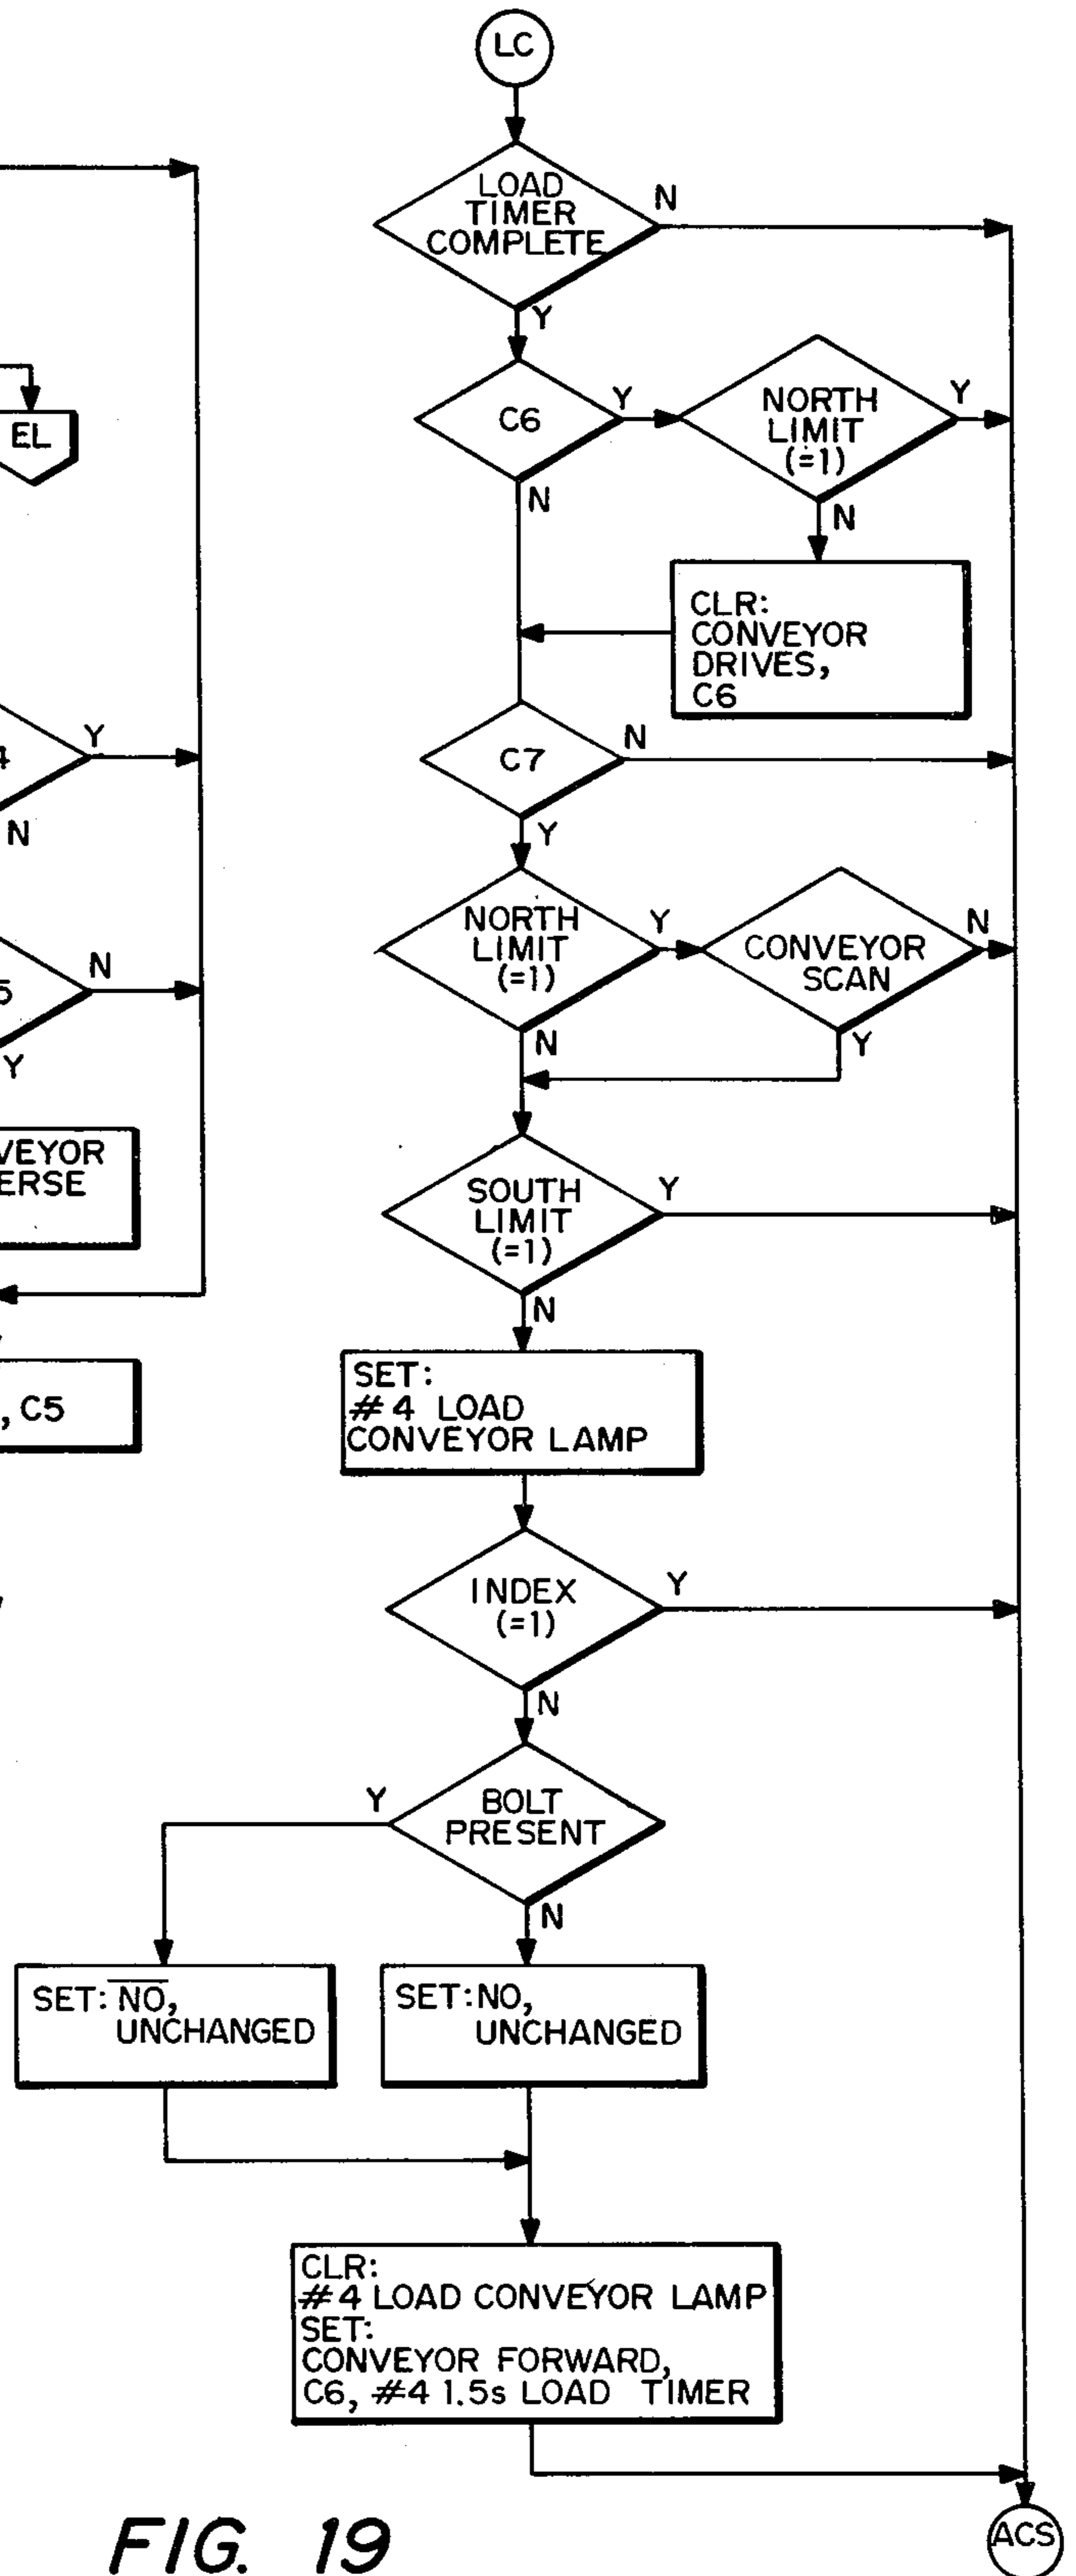 LC
LOAD
TIMER
COMPLETE
N
Y
C6
Y
NORTH
LIMIT
(=1)
Y
N
N
CLR:
CONVEYOR
DRIVES,
C6
C7
N
Y
NORTH
LIMIT
(=1)
Y
CONVEYOR
SCAN
N
N
Y
SOUTH
LIMIT
(=1)
Y
N
SET:
#4 LOAD
CONVEYOR LAMP
INDEX
(=1)
Y
N
BOLT
PRESENT
Y
N
SET: N̅O̅,
UNCHANGED
SET:NO,
UNCHANGED
CLR:
#4 LOAD CONVEYOR LAMP
SET:
CONVEYOR FORWARD,
C6, #4 1.5s LOAD TIMER
ACS
EL
4
Y
N
5
N
Y
VEYOR
ERSE
, C5
FIG. 19